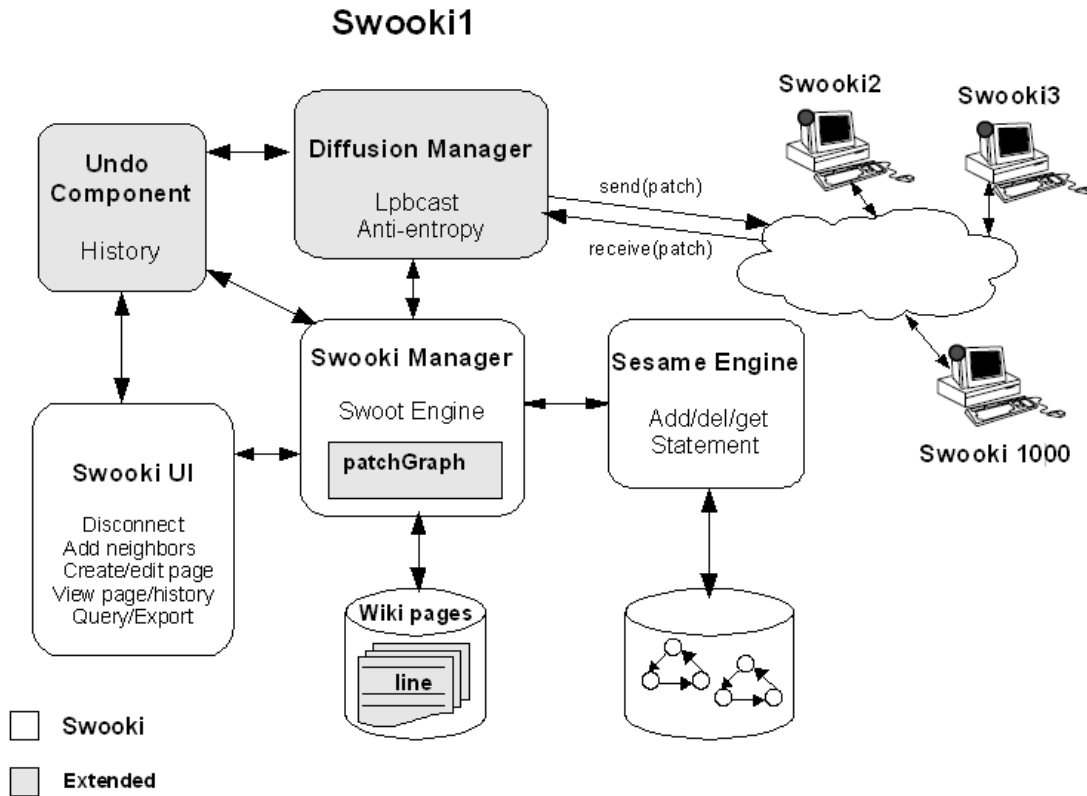 Swooki1
Swooki2
Swooki3
Undo
Component
History
Diffusion Manager
Lpbcast
Anti-entropy
send(patch)
receive(patch)
Swooki Manager
Swoot Engine
patchGraph
Sesame Engine
Add/del/get
Statement
Swooki 1000
Swooki UI
Disconnect
Add neighbors
Create/edit page
View page/history
Query/Export
Wiki pages
line
Swooki
Extended